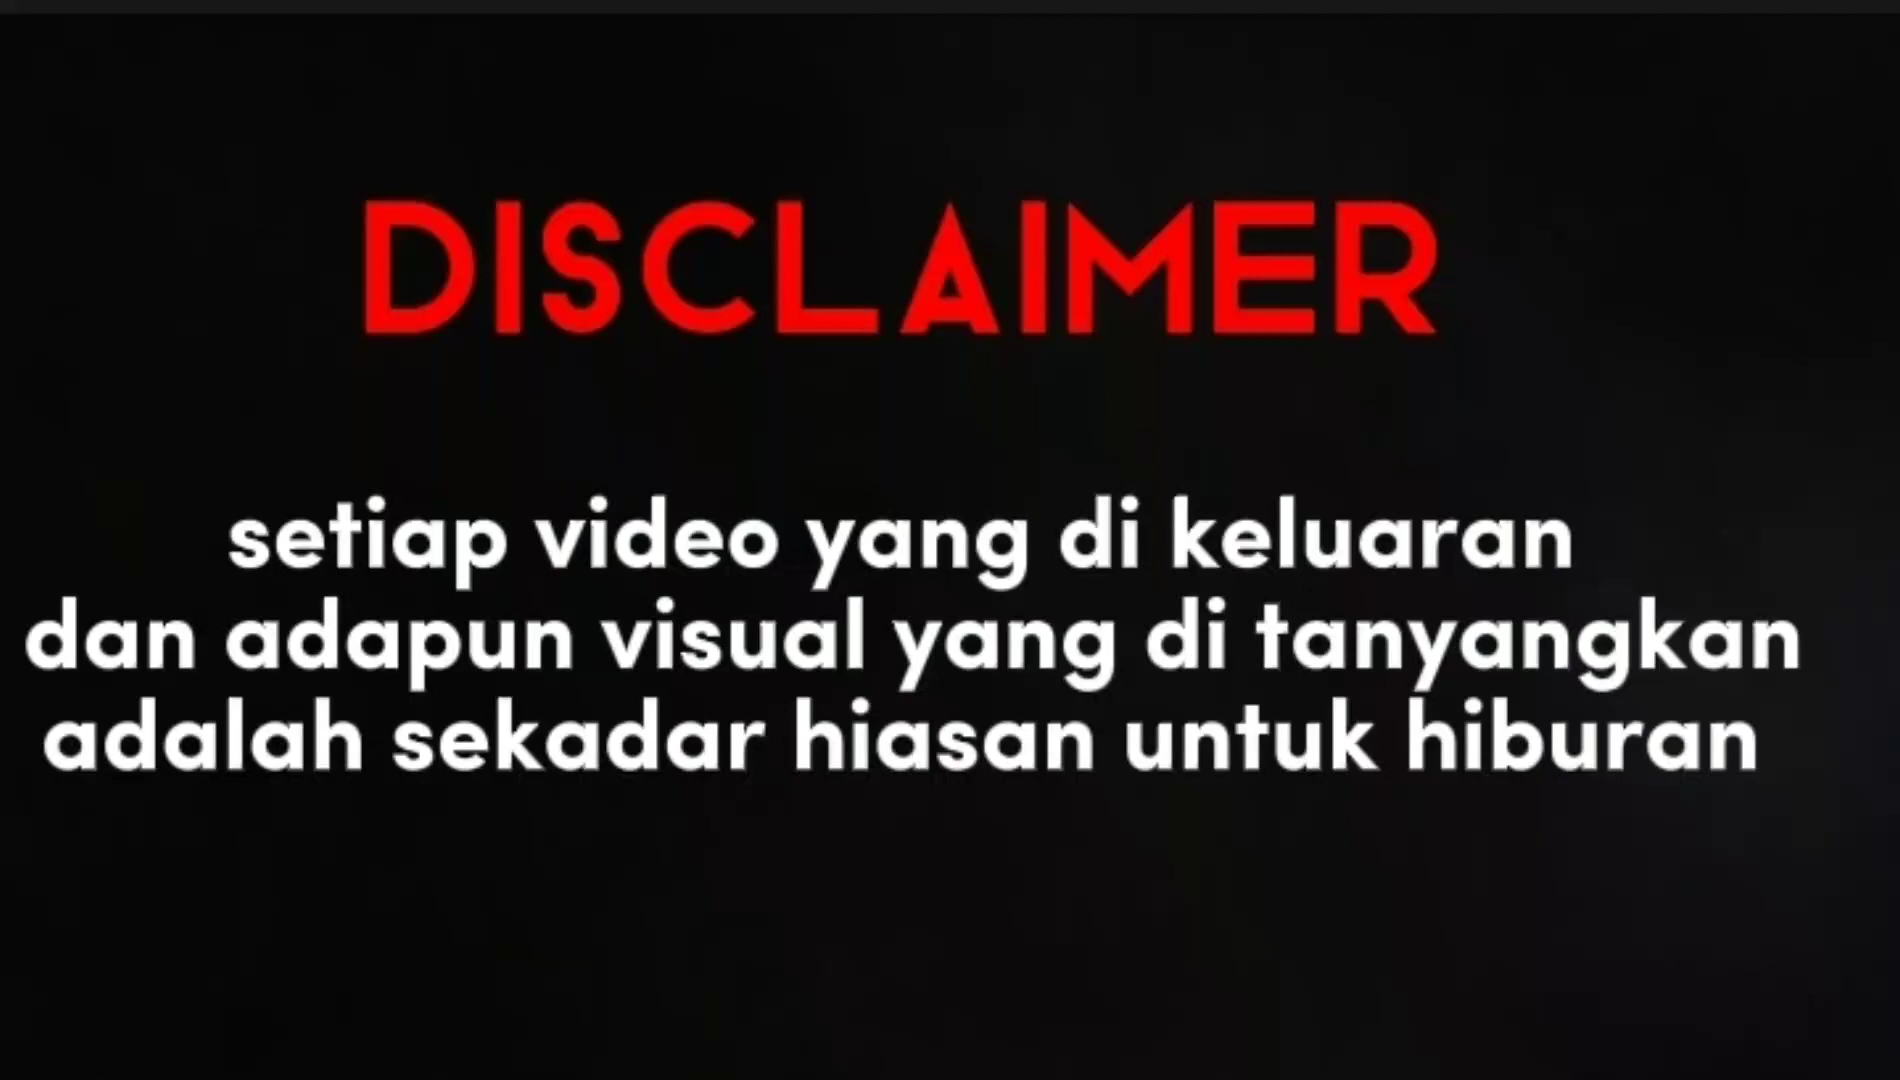 DISCLAIMER
setiap video yang di keluaran
dan adapun visual yang di tanyangkan
adalah sekadar hiasan untuk hiburan